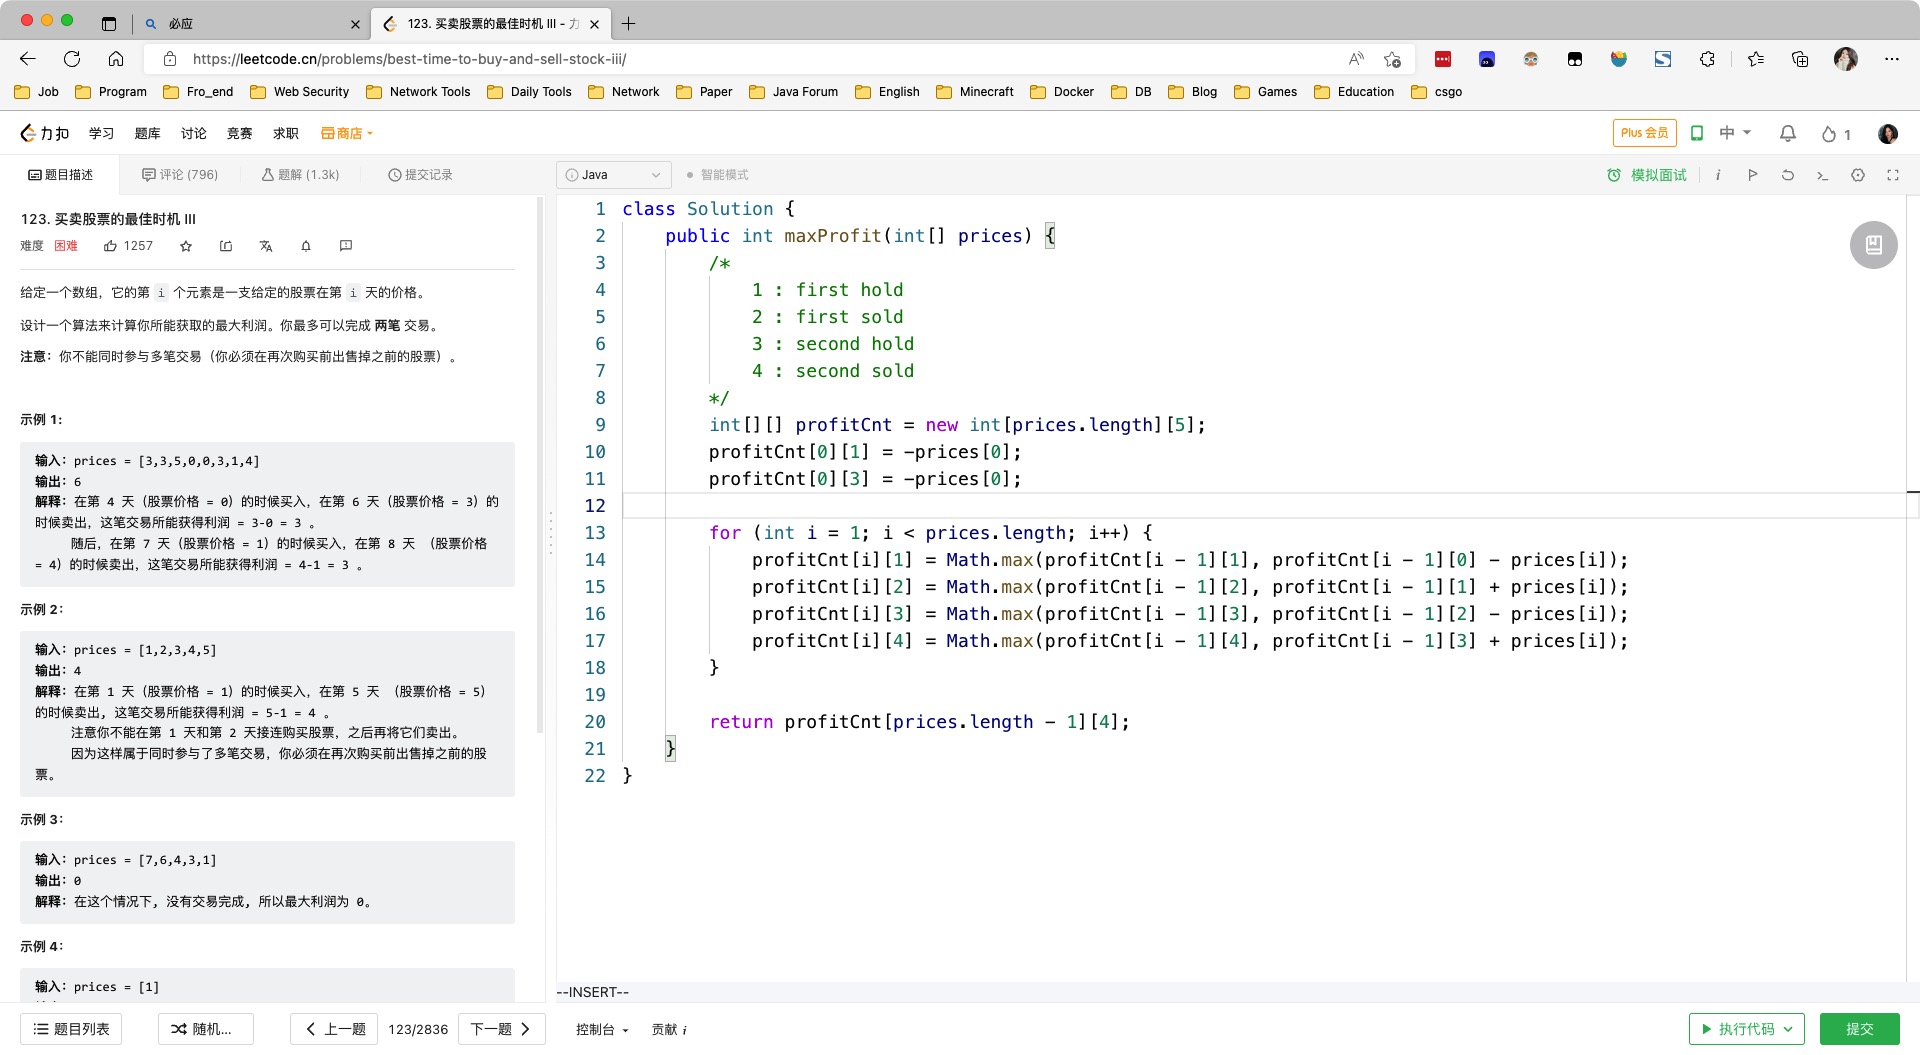 必应
123. 买卖股票的最佳时机 III - 力
https://leetcode.cn/problems/best-time-to-buy-and-sell-stock-iii/
Job Program Fro_end Web Security Network Tools Daily Tools Network Paper Java Forum English Minecraft Docker DB Blog Games Education csgo
力扣 学习 题库 讨论 竞赛 求职 商店 Plus 会员 中 1
题目描述 评论 (796) 题解 (1.3k) 提交记录
Java 智能模式 模拟面试
123. 买卖股票的最佳时机 III
难度 困难 1257
给定一个数组，它的第 i 个元素是一支给定的股票在第 i 天的价格。
设计一个算法来计算你所能获取的最大利润。你最多可以完成 两笔 交易。
注意：你不能同时参与多笔交易（你必须在再次购买前出售掉之前的股票）。
示例 1:
输入：prices = [3,3,5,0,0,3,1,4]
输出：6
解释：在第 4 天（股票价格 = 0）的时候买入，在第 6 天（股票价格 = 3）的
时候卖出，这笔交易所能获得利润 = 3-0 = 3 。
随后，在第 7 天（股票价格 = 1）的时候买入，在第 8 天 （股票价格
= 4）的时候卖出，这笔交易所能获得利润 = 4-1 = 3 。
示例 2：
输入：prices = [1,2,3,4,5]
输出：4
解释：在第 1 天（股票价格 = 1）的时候买入，在第 5 天 （股票价格 = 5）
的时候卖出, 这笔交易所能获得利润 = 5-1 = 4 。
注意你不能在第 1 天和第 2 天接连购买股票，之后再将它们卖出。
因为这样属于同时参与了多笔交易，你必须在再次购买前出售掉之前的股
票。
示例 3：
输入：prices = [7,6,4,3,1]
输出：0
解释：在这个情况下, 没有交易完成, 所以最大利润为 0。
示例 4：
输入：prices = [1]
题目列表 随机... 上一题 123/2836 下一题
1 class Solution {
2 public int maxProfit(int[] prices) {
3 /*
4 1 : first hold
5 2 : first sold
6 3 : second hold
7 4 : second sold
8 */
9 int[][] profitCnt = new int[prices.length][5];
10 profitCnt[0][1] = -prices[0];
11 profitCnt[0][3] = -prices[0];
12
13 for (int i = 1; i < prices.length; i++) {
14 profitCnt[i][1] = Math.max(profitCnt[i - 1][1], profitCnt[i - 1][0] - prices[i]);
15 profitCnt[i][2] = Math.max(profitCnt[i - 1][2], profitCnt[i - 1][1] + prices[i]);
16 profitCnt[i][3] = Math.max(profitCnt[i - 1][3], profitCnt[i - 1][2] - prices[i]);
17 profitCnt[i][4] = Math.max(profitCnt[i - 1][4], profitCnt[i - 1][3] + prices[i]);
18 }
19
20 return profitCnt[prices.length - 1][4];
21 }
22 }
--INSERT--
控制台 贡献 i 执行代码 提交